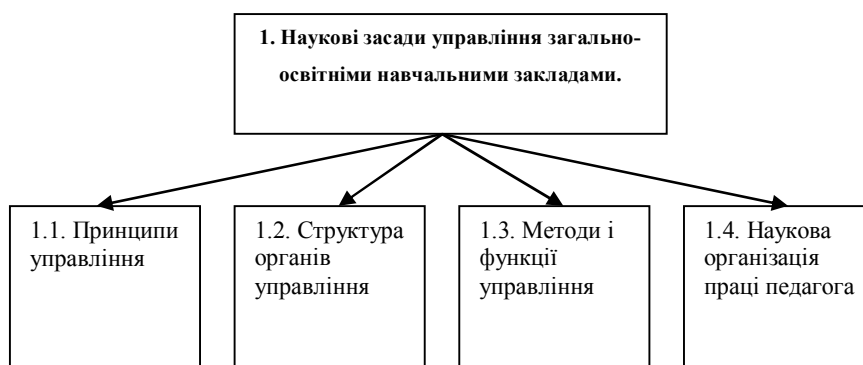 1. Наукові засади управління загально-
освітніми навчальними закладами.
1.1. Принципи
управління
1.2. Структура
органів
управління
1.3. Методи і
функції
управління
1.4. Наукова
організація
праці педагога